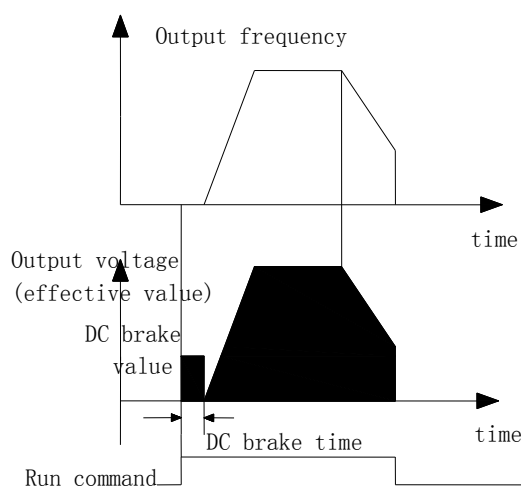 Output frequency
time
Output voltage
(effective value)
DC brake
value
time
DC brake time
Run command